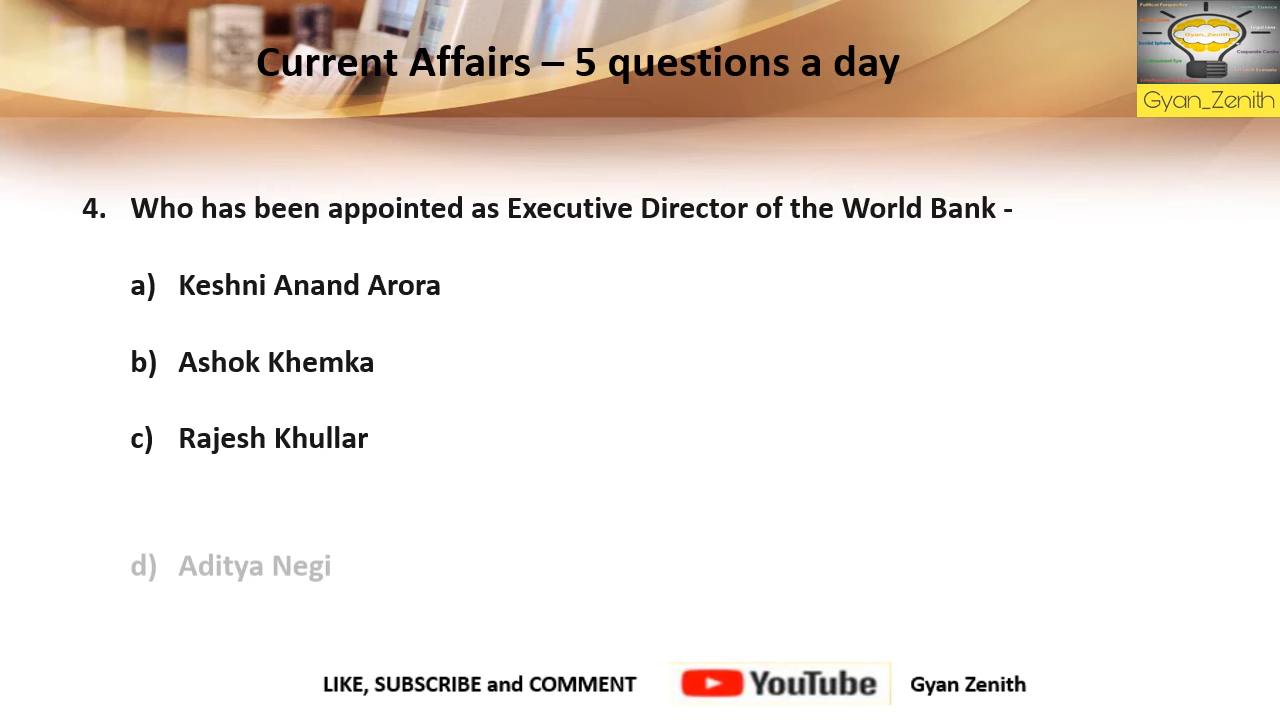 Current Affairs – 5 questions a day
Gyan_Zenith
Gyan_Zenith
4. Who has been appointed as Executive Director of the World Bank -
a) Keshni Anand Arora
b) Ashok Khemka
c) Rajesh Khullar
d) Aditya Negi
LIKE, SUBSCRIBE and COMMENT YouTube Gyan Zenith